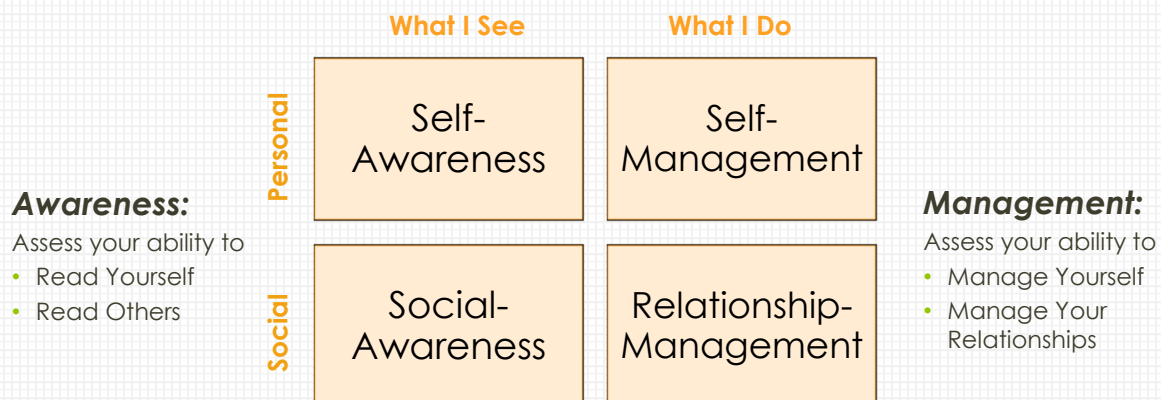 What I See
What I Do
Personal
Self-
Awareness
Self-
Management
Awareness:
Assess your ability to
• Read Yourself
• Read Others
Management:
Assess your ability to
• Manage Yourself
• Manage Your
Relationships
Social
Social-
Awareness
Relationship-
Management